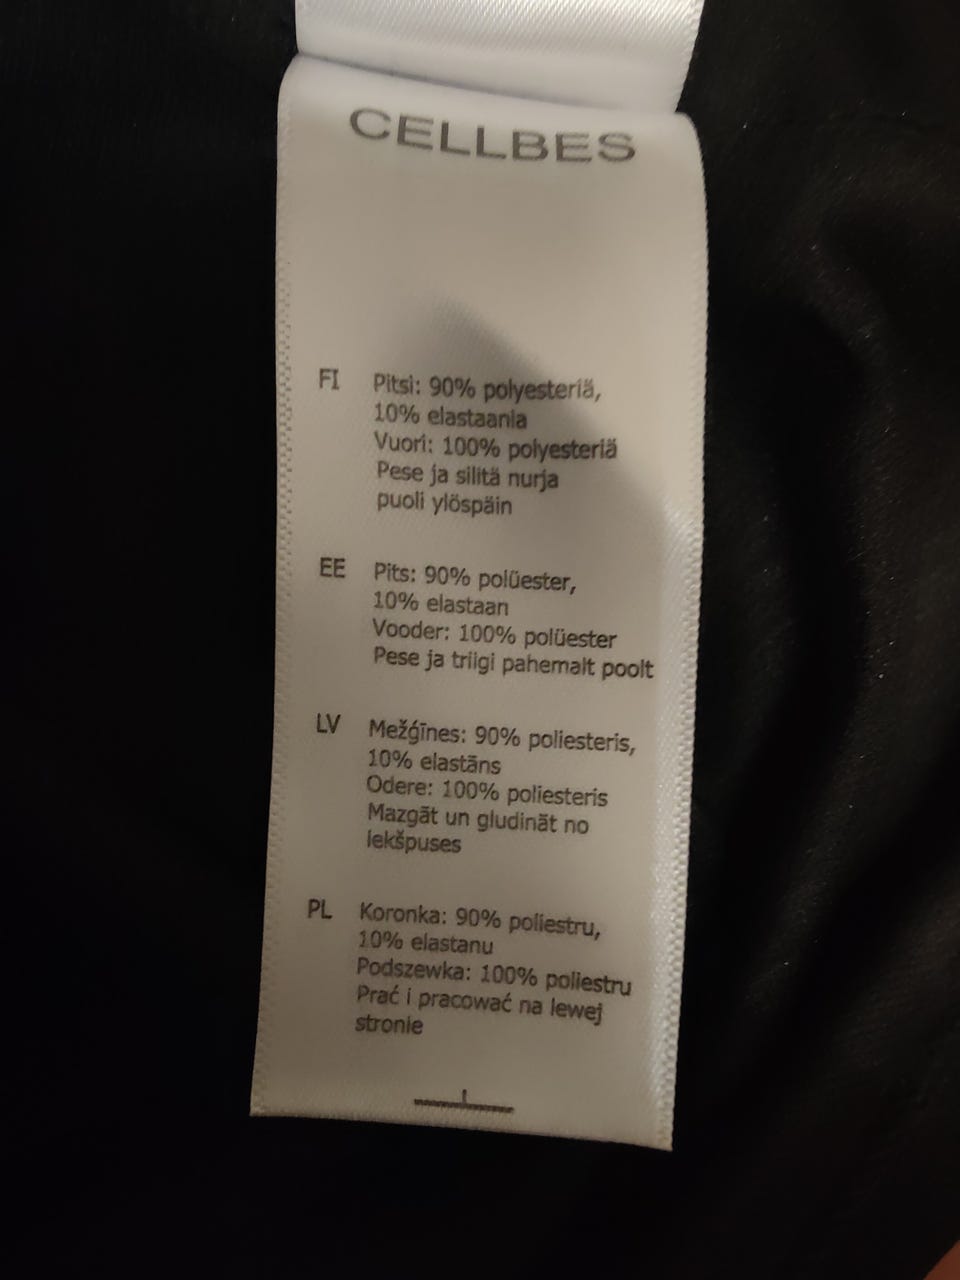 CELLBES
FI Pitsi: 90% polyesteriä,
10% elastaania
Vuori: 100% polyesteriä
Pese ja silitä nurja
puoli ylöspäin
EE Pits: 90% polüester,
10% elastaan
Vooder: 100% polüester
Pese ja triigi pahemalt poolt
LV Mežģīnes: 90% poliesteris,
10% elastāns
Odere: 100% poliesteris
Mazgāt un gludināt no
iekšpuses
PL Koronka: 90% poliestru,
10% elastanu
Podszewka: 100% poliestru
Prać i pracować na lewej
stronie